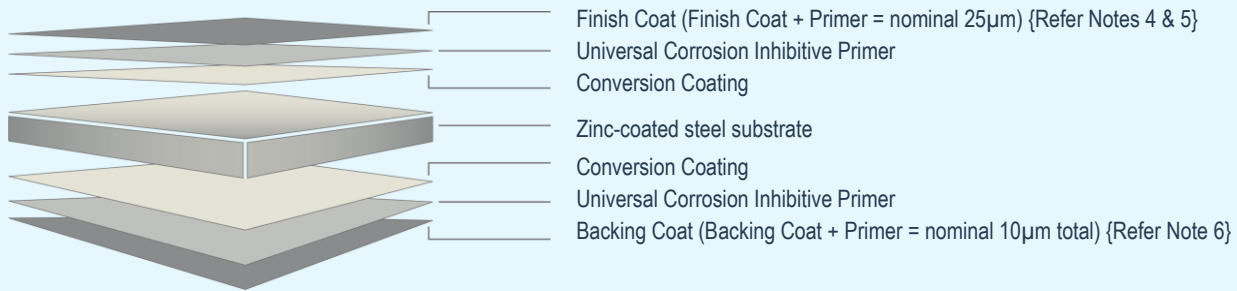 Finish Coat (Finish Coat + Primer = nominal 25µm) {Refer Notes 4 & 5}
Universal Corrosion Inhibitive Primer
Conversion Coating
Zinc-coated steel substrate
Conversion Coating
Universal Corrosion Inhibitive Primer
Backing Coat (Backing Coat + Primer = nominal 10µm total) {Refer Note 6}